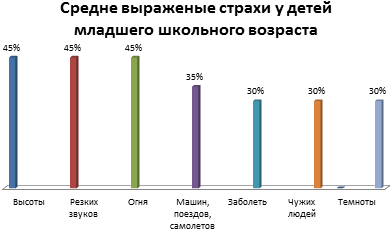 Средне выраженые страхи у детей
младшего школьного возраста
45%
45%
45%
35%
30%
30%
30%
Высоты
Резких
звуков
Огня
Машин,
поездов,
самолетов
Заболеть
Чужих
людей
Темноты